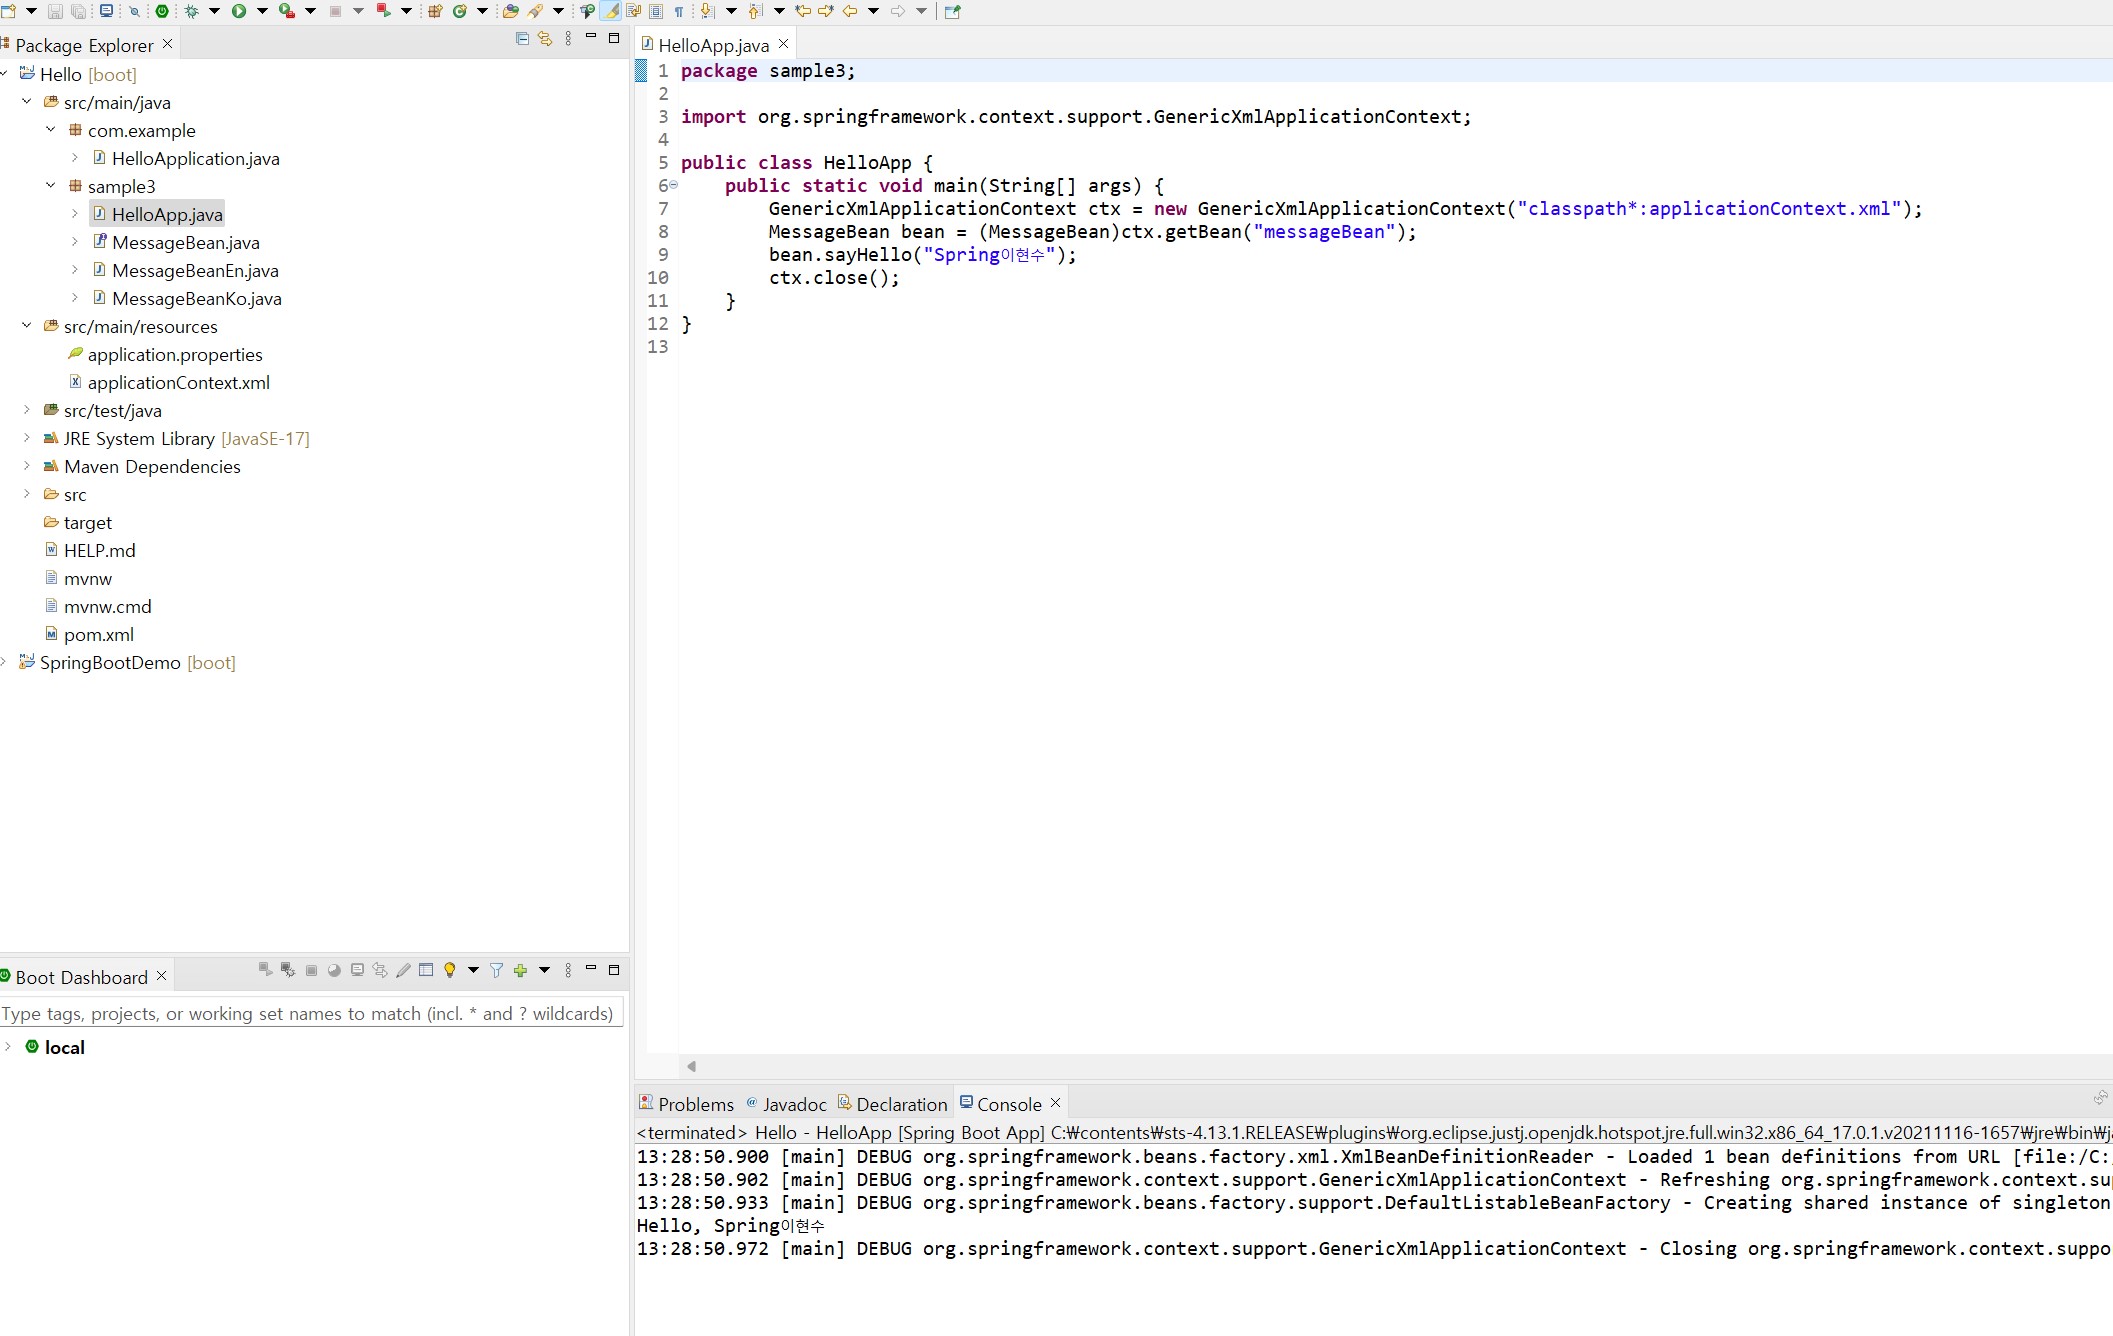 Package Explorer
Hello [boot]
src/main/java
com.example
HelloApplication.java
sample3
HelloApp.java
MessageBean.java
MessageBeanEn.java
MessageBeanKo.java
src/main/resources
application.properties
applicationContext.xml
src/test/java
JRE System Library [JavaSE-17]
Maven Dependencies
src
target
HELP.md
mvnw
mvnw.cmd
pom.xml
SpringBootDemo [boot]
Boot Dashboard
Type tags, projects, or working set names to match (incl. * and ? wildcards)
local
HelloApp.java
1 package sample3;
2
3 import org.springframework.context.support.GenericXmlApplicationContext;
4
5 public class HelloApp {
6 public static void main(String[] args) {
7 GenericXmlApplicationContext ctx = new GenericXmlApplicationContext("classpath*:applicationContext.xml");
8 MessageBean bean = (MessageBean)ctx.getBean("messageBean");
9 bean.sayHello("Spring이현수");
10 ctx.close();
11 }
12 }
13
Problems Javadoc Declaration Console
<terminated> Hello - HelloApp [Spring Boot App] C:₩contents₩sts-4.13.1.RELEASE₩plugins₩org.eclipse.justj.openjdk.hotspot.jre.full.win32.x86_64_17.0.1.v20211116-1657₩jre₩bin₩j
13:28:50.900 [main] DEBUG org.springframework.beans.factory.xml.XmlBeanDefinitionReader - Loaded 1 bean definitions from URL [file:/C:
13:28:50.902 [main] DEBUG org.springframework.context.support.GenericXmlApplicationContext - Refreshing org.springframework.context.su
13:28:50.933 [main] DEBUG org.springframework.beans.factory.support.DefaultListableBeanFactory - Creating shared instance of singleton
Hello, Spring이현수
13:28:50.972 [main] DEBUG org.springframework.context.support.GenericXmlApplicationContext - Closing org.springframework.context.suppo